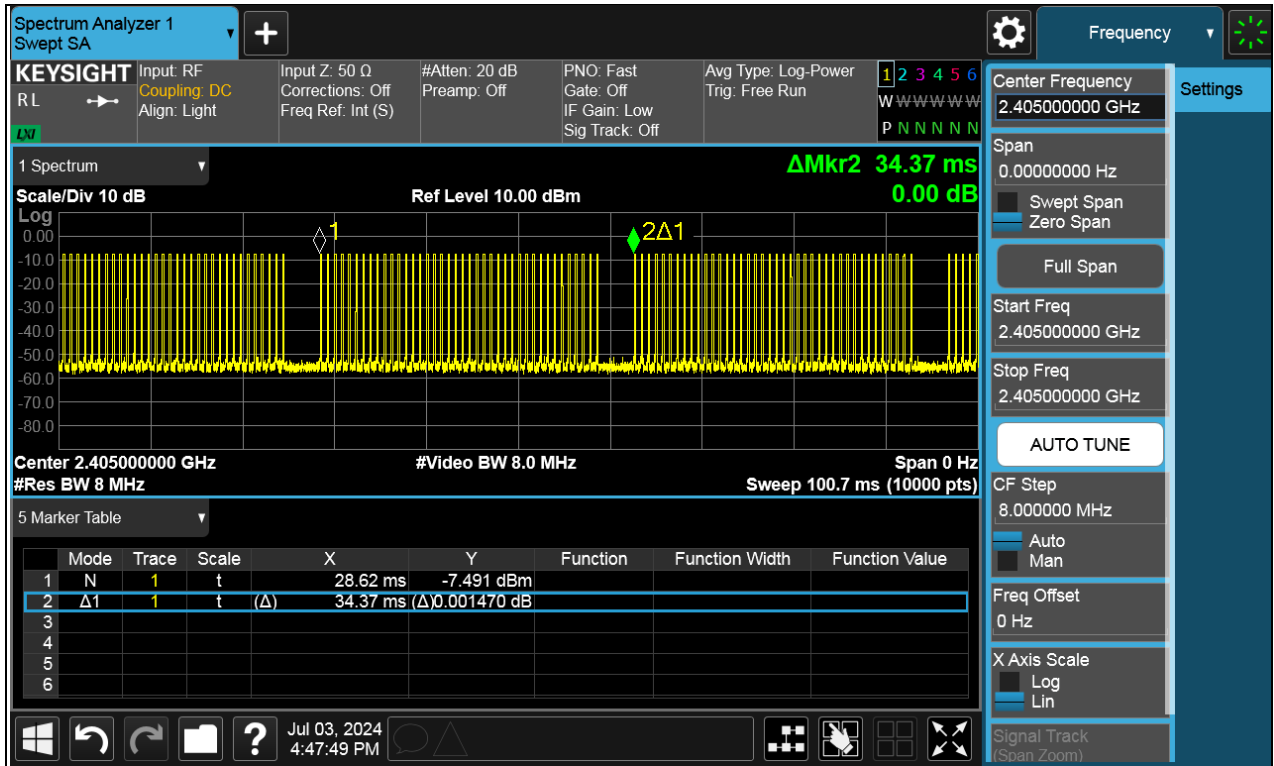 Spectrum Analyzer 1
Swept SA
Frequency
KEYSIGHT
R L
LXI
Input: RF
Coupling: DC
Align: Light
Input Z: 50 Ω
Corrections: Off
Freq Ref: Int (S)
#Atten: 20 dB
Preamp: Off
PNO: Fast
Gate: Off
IF Gain: Low
Sig Track: Off
Avg Type: Log-Power
Trig: Free Run
1 2 3 4 5 6
W W W W W W
P N N N N N
1 Spectrum
ΔMkr2 34.37 ms
0.00 dB
Scale/Div 10 dB
Ref Level 10.00 dBm
Log
0.00
-10.0
-20.0
-30.0
-40.0
-50.0
-60.0
-70.0
-80.0
1
2Δ1
Center 2.405000000 GHz
#Video BW 8.0 MHz
Span 0 Hz
#Res BW 8 MHz
Sweep 100.7 ms (10000 pts)
5 Marker Table
Mode Trace Scale X Y Function Function Width Function Value
1 N 1 t 28.62 ms -7.491 dBm
2 Δ1 1 t (Δ) 34.37 ms (Δ)0.001470 dB
3
4
5
6
?
Jul 03, 2024
4:47:49 PM
Center Frequency
2.405000000 GHz
Span
0.00000000 Hz
Swept Span
Zero Span
Full Span
Start Freq
2.405000000 GHz
Stop Freq
2.405000000 GHz
AUTO TUNE
CF Step
8.000000 MHz
Auto
Man
Freq Offset
0 Hz
X Axis Scale
Log
Lin
Signal Track
(Span Zoom)
Settings